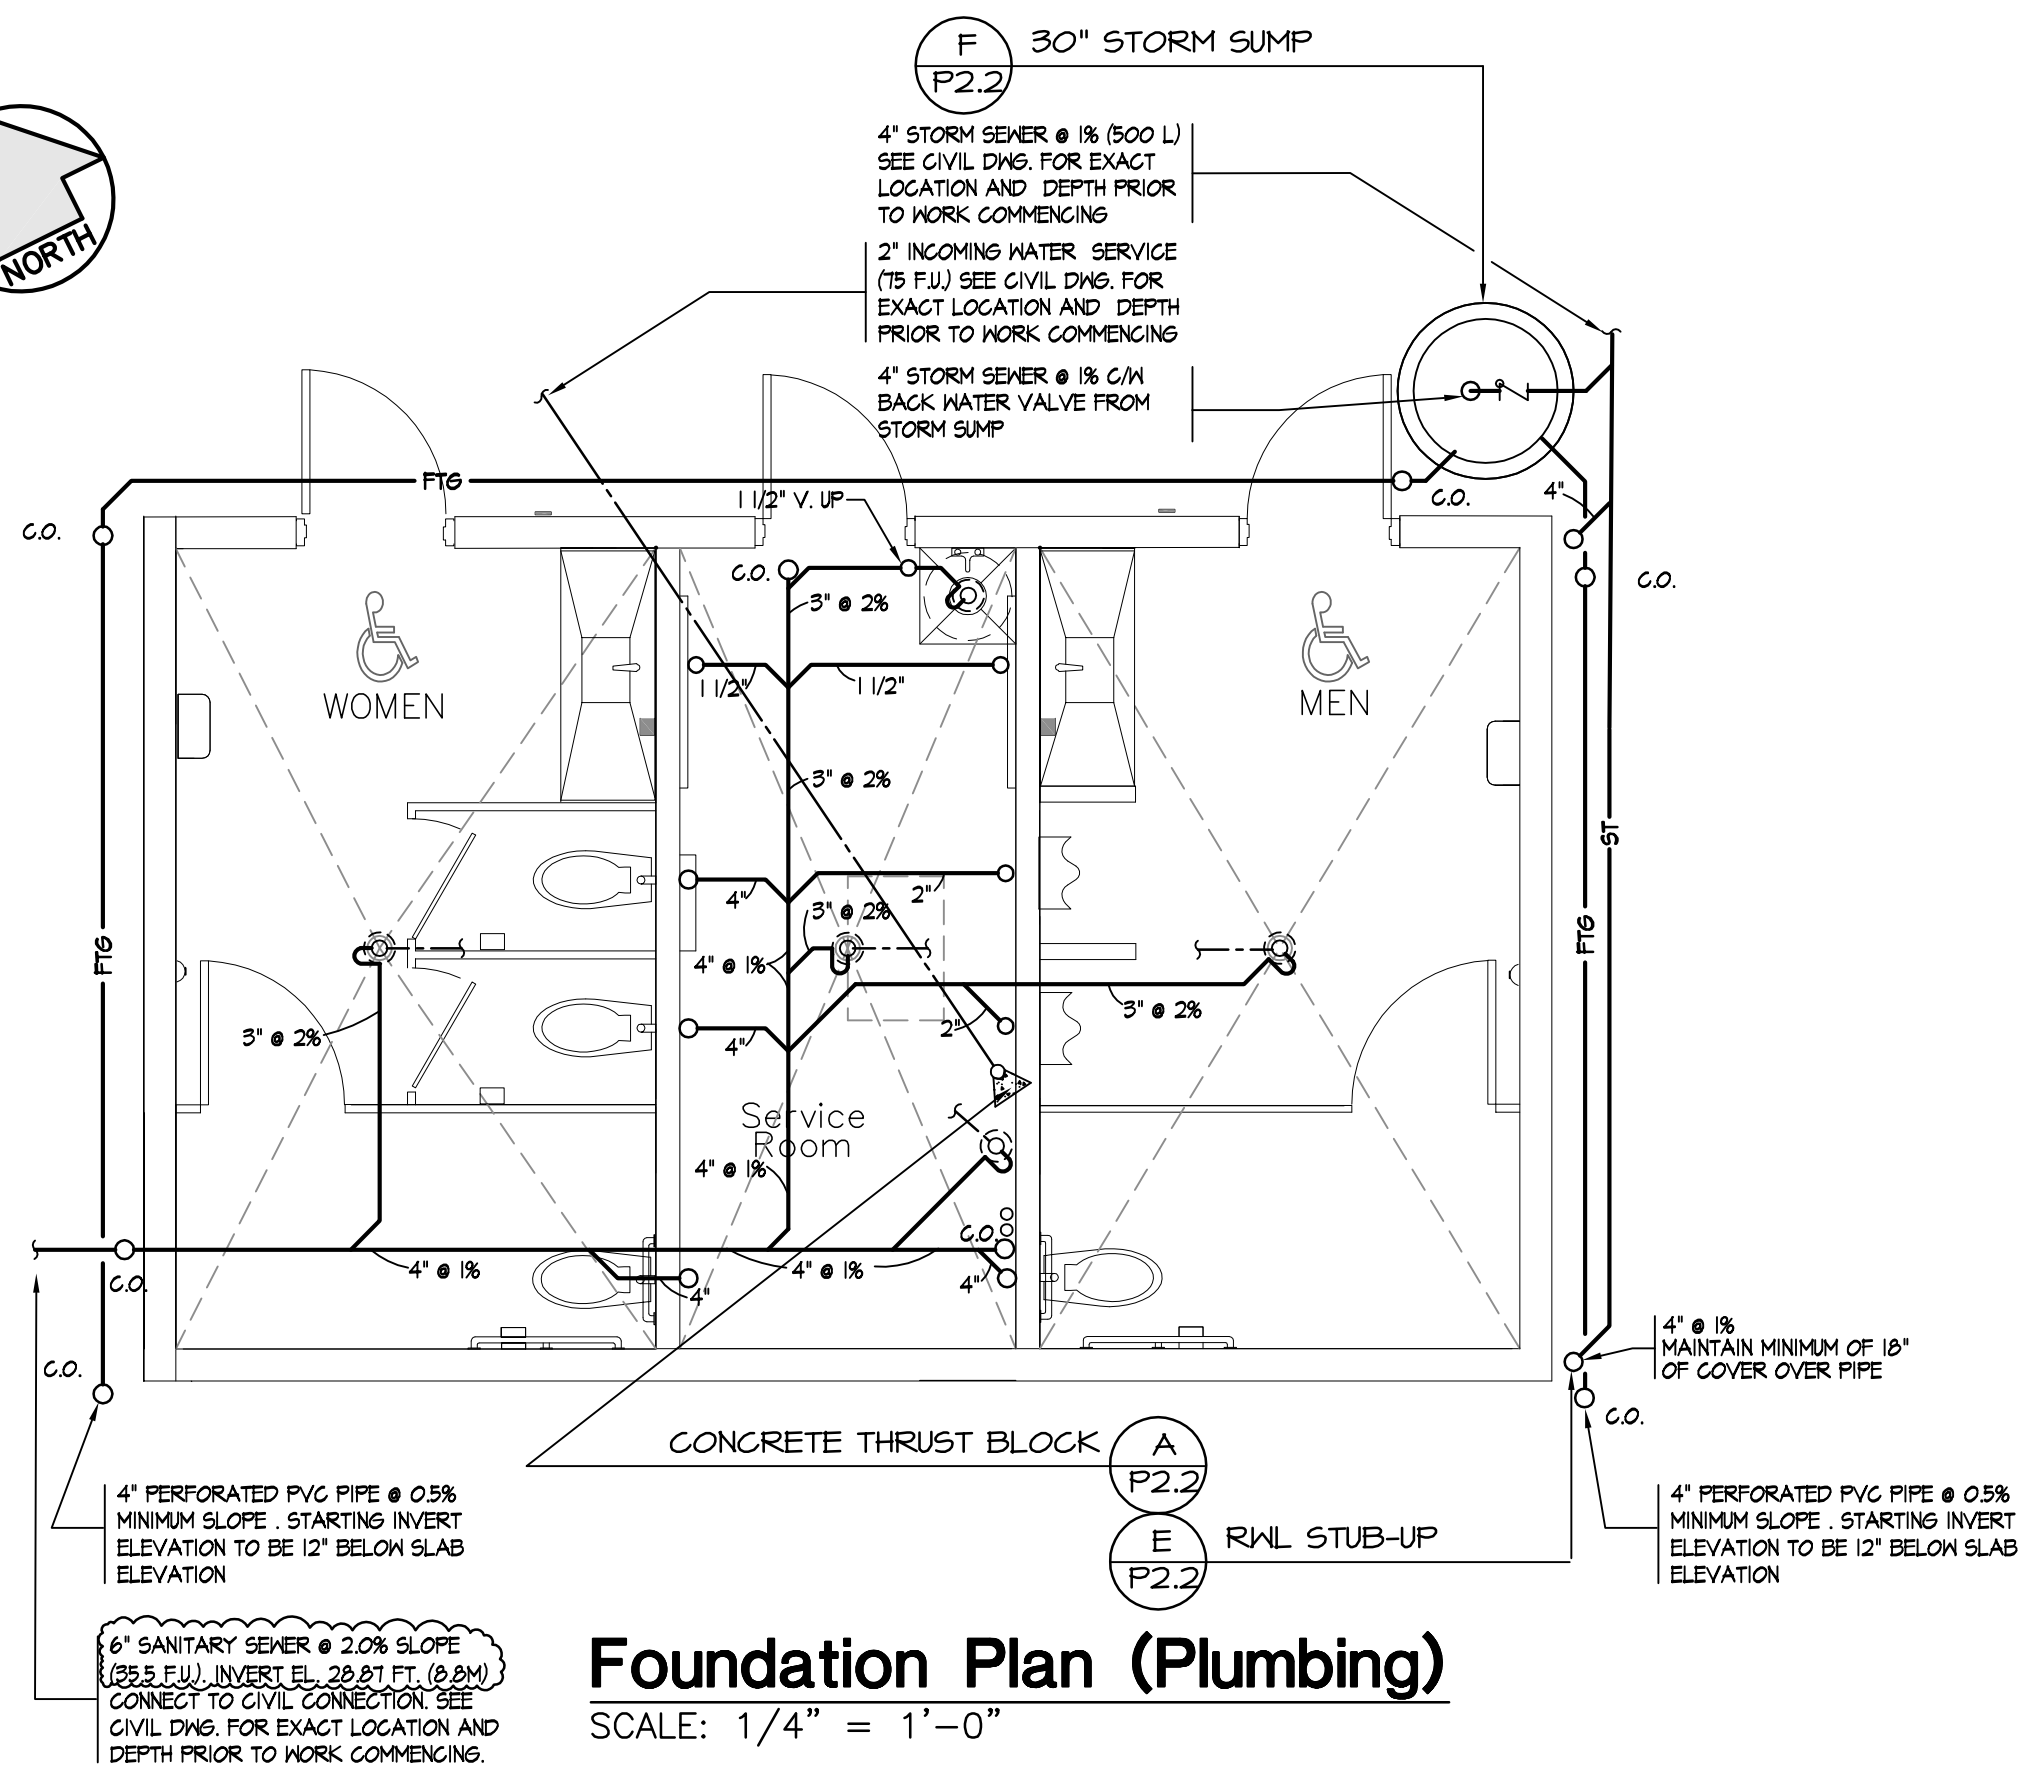 F
P2.2
30" STORM SUMP
4" STORM SEWER @ 1% (500 L)
SEE CIVIL DWG. FOR EXACT
LOCATION AND DEPTH PRIOR
TO WORK COMMENCING
NORTH
2" INCOMING WATER SERVICE
(75 F.U.) SEE CIVIL DWG. FOR
EXACT LOCATION AND DEPTH
PRIOR TO WORK COMMENCING
4" STORM SEWER @ 1% C/W
BACK WATER VALVE FROM
STORM SUMP
FTG
1 1/2" V. UP
C.O.
4"
C.O.
C.O.
C.O.
3" @ 2%
1 1/2"
1 1/2"
WOMEN
MEN
3" @ 2%
ST
4"
2"
3" @ 2%
FTG
FTG
4" @ 1%
3" @ 2%
4"
2"
3" @ 2%
Service
Room
4" @ 1%
C.O.
4" @ 1%
4" @ 1%
4"
C.O.
4"
C.O.
4" @ 1%
MAINTAIN MINIMUM OF 18"
OF COVER OVER PIPE
C.O.
CONCRETE THRUST BLOCK
A
P2.2
4" PERFORATED PVC PIPE @ 0.5%
MINIMUM SLOPE . STARTING INVERT
ELEVATION TO BE 12" BELOW SLAB
ELEVATION
E
P2.2
RWL STUB-UP
4" PERFORATED PVC PIPE @ 0.5%
MINIMUM SLOPE . STARTING INVERT
ELEVATION TO BE 12" BELOW SLAB
ELEVATION
6" SANITARY SEWER @ 2.0% SLOPE
(35.5 F.U.). INVERT EL. 28.87 FT. (8.8M)
CONNECT TO CIVIL CONNECTION. SEE
CIVIL DWG. FOR EXACT LOCATION AND
DEPTH PRIOR TO WORK COMMENCING.
Foundation Plan (Plumbing)
SCALE: 1/4" = 1'-0"